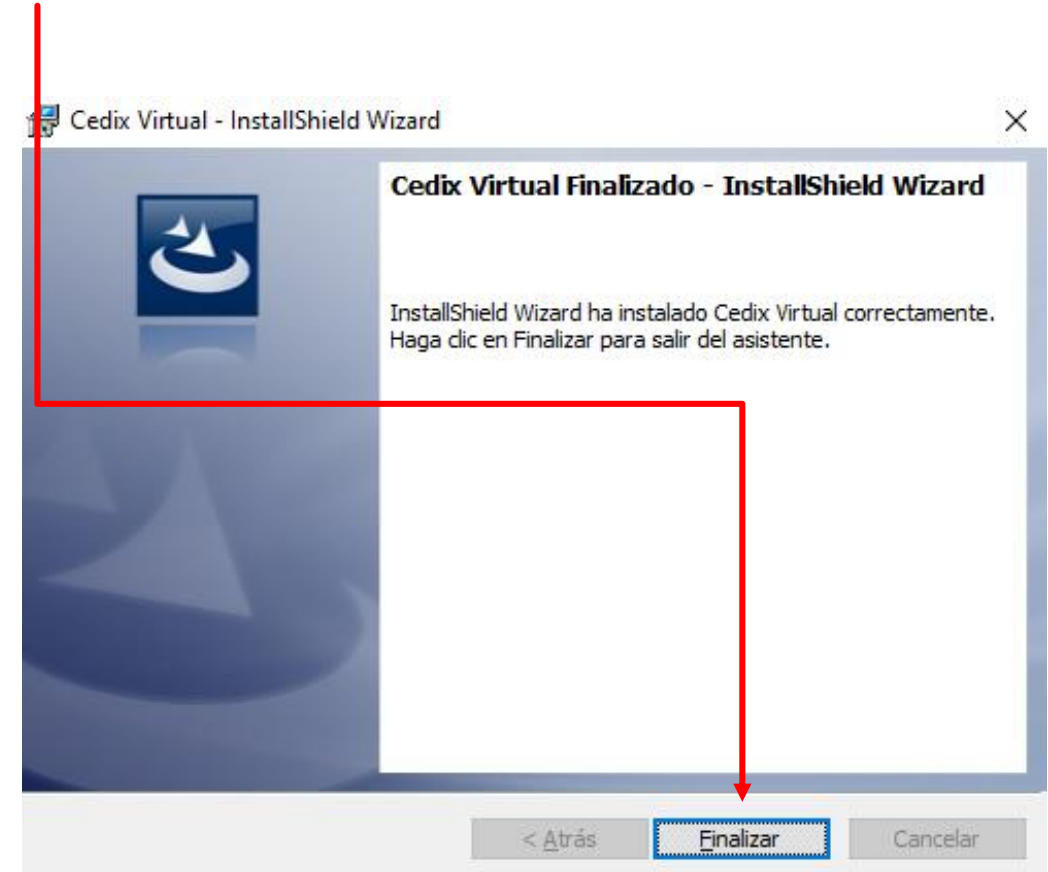 Cedix Virtual - InstallShield Wizard
Cedix Virtual Finalizado - InstallShield Wizard
InstallShield Wizard ha instalado Cedix Virtual correctamente.
Haga clic en Finalizar para salir del asistente.
< Atrás
Finalizar
Cancelar